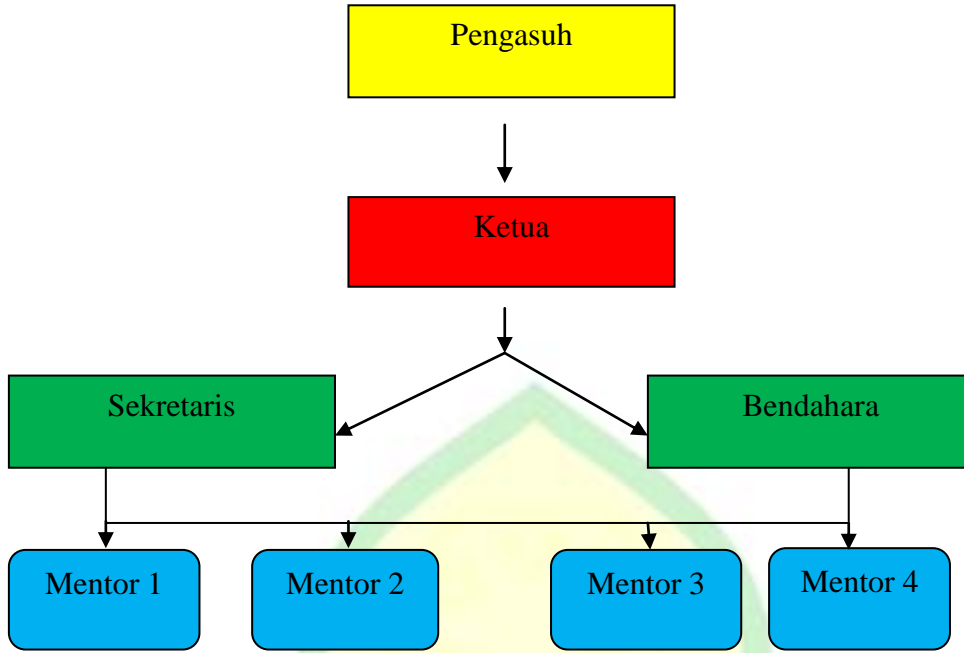 Pengasuh
Ketua
Sekretaris
Bendahara
Mentor 1
Mentor 2
Mentor 3
Mentor 4